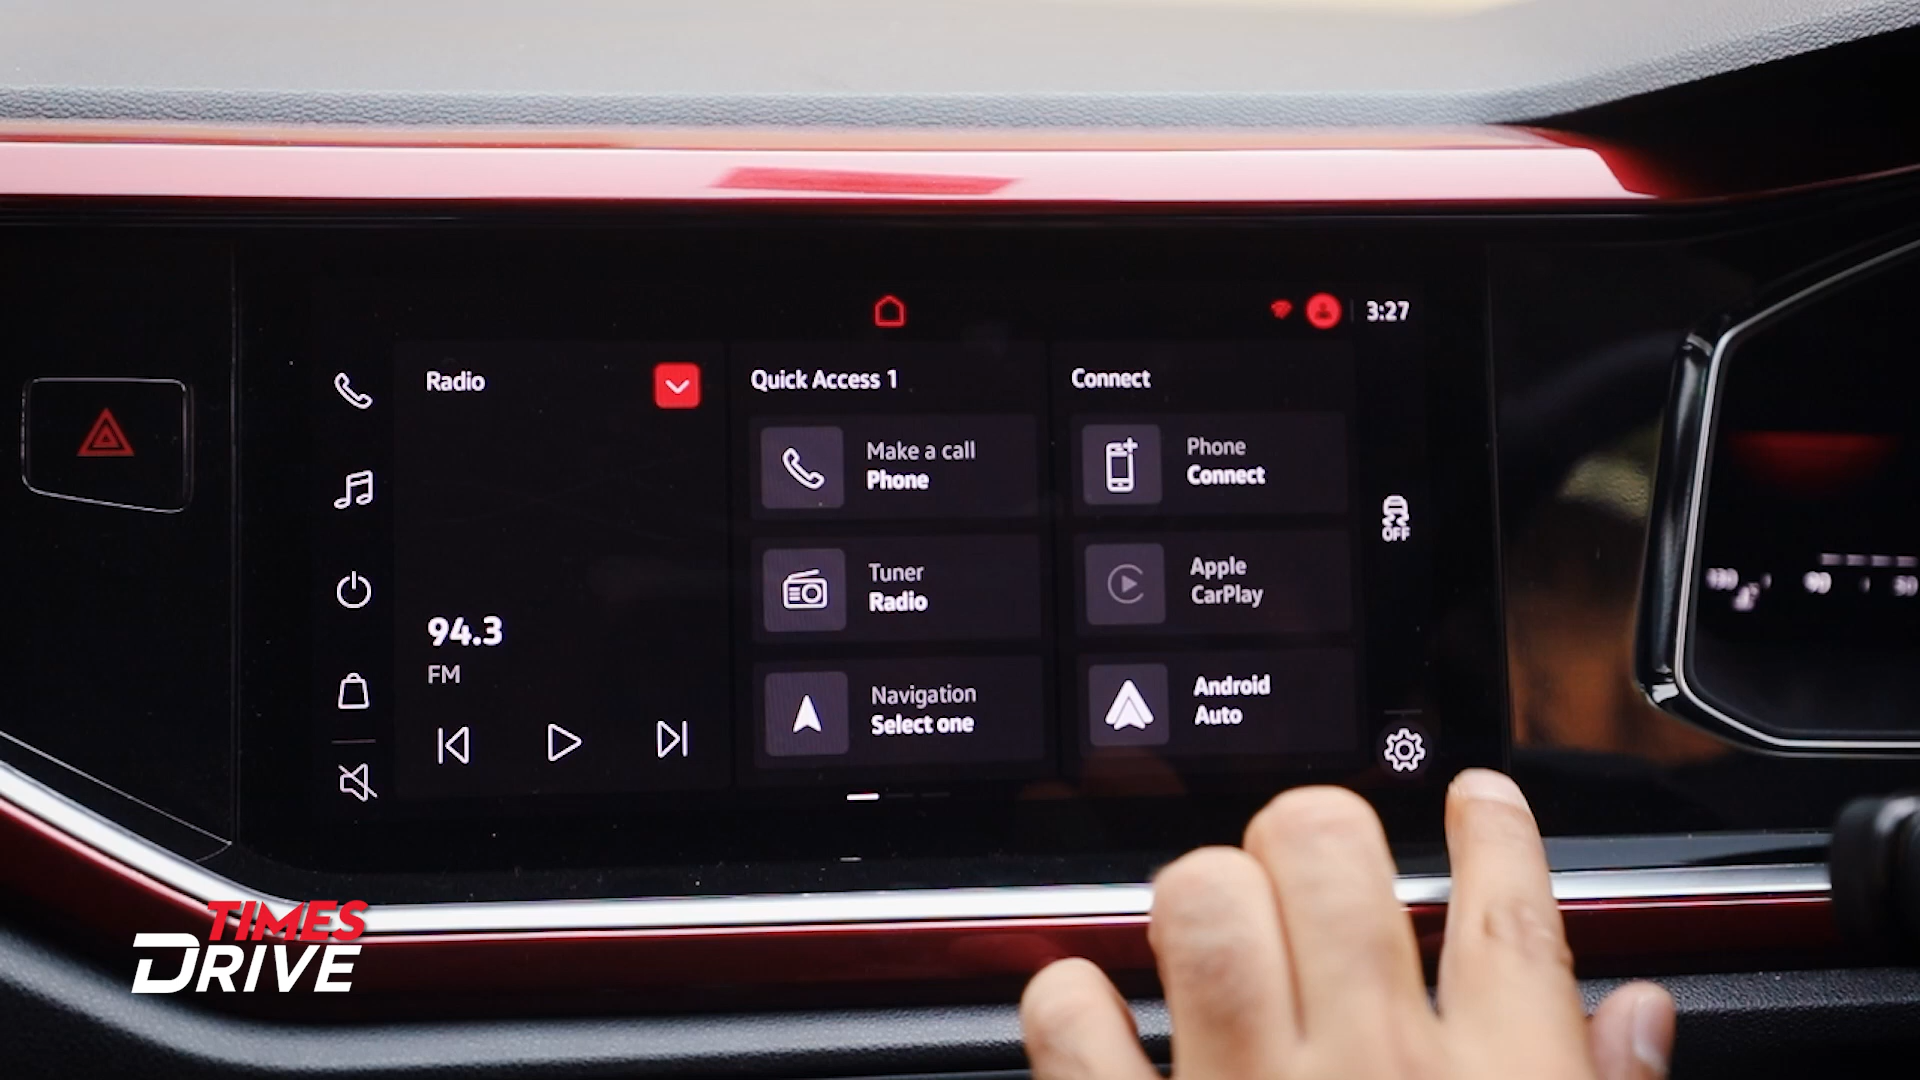 3:27
Radio
94.3
FM
Quick Access 1
Make a call
Phone
Tuner
Radio
Navigation
Select one
Connect
Phone
Connect
Apple
CarPlay
Android
Auto
OFF
90
TIMES
DRIVE